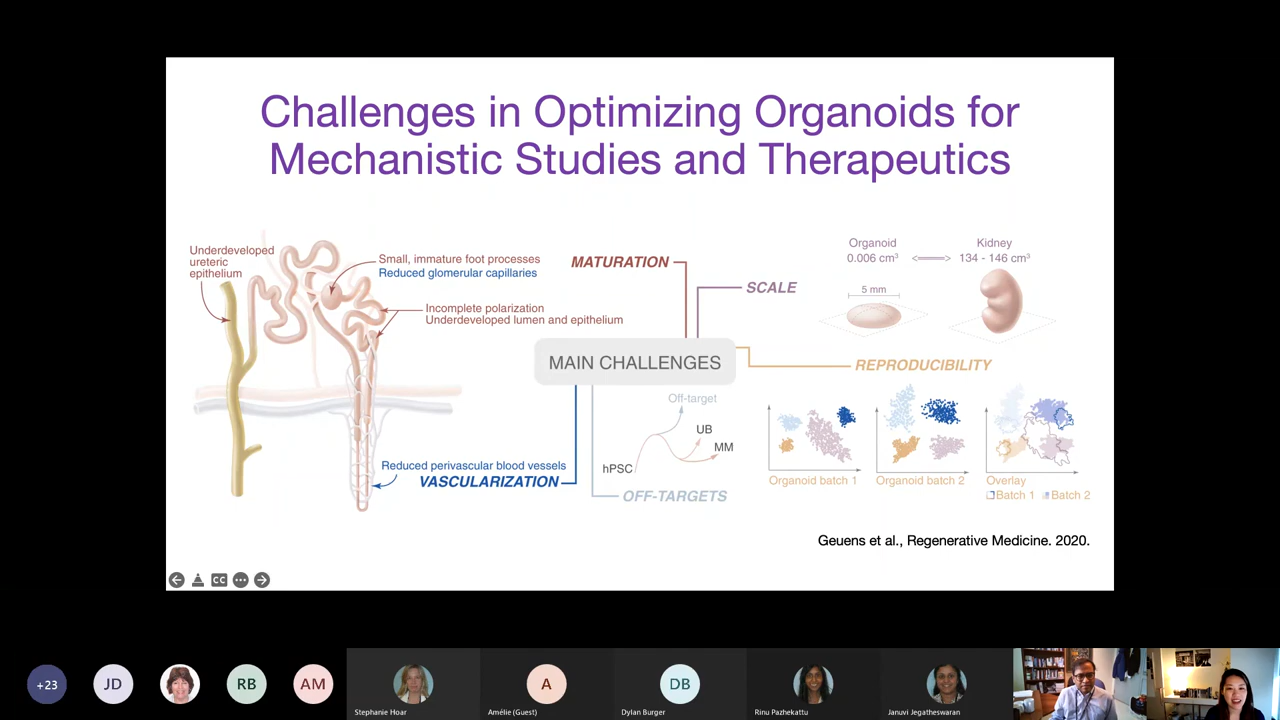 Challenges in Optimizing Organoids for
Mechanistic Studies and Therapeutics
Underdeveloped
ureteric
epithelium
Small, immature foot processes
Reduced glomerular capillaries
Incomplete polarization
Underdeveloped lumen and epithelium
MATURATION
SCALE
Organoid
0.006 cm³
Kidney
134 - 146 cm³
5 mm
MAIN CHALLENGES
REPRODUCIBILITY
Off-target
UB
MM
hPSC
OFF-TARGETS
Reduced perivascular blood vessels
VASCULARIZATION
Organoid batch 1
Organoid batch 2
Overlay
Batch 1
Batch 2
Geuens et al., Regenerative Medicine. 2020.
CC
+23
JD
RB
AM
Stephanie Hoar
A
Amélie (Guest)
DB
Dylan Burger
Rinu Pazhekattu
Januvi Jegatheswaran